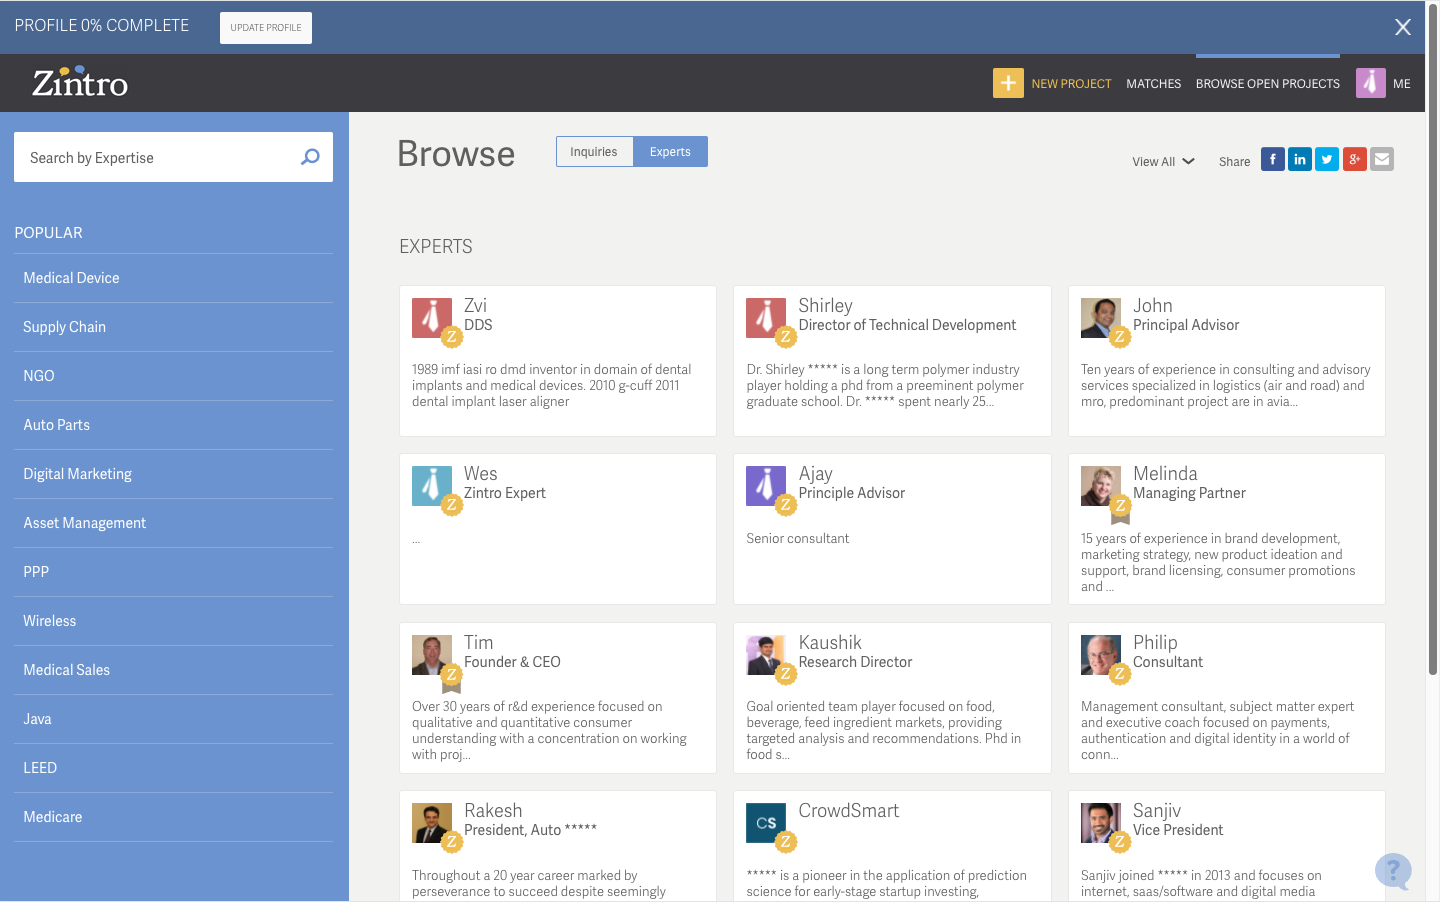 PROFILE 0% COMPLETE
UPDATE PROFILE
X
Zintro
NEW PROJECT
MATCHES
BROWSE OPEN PROJECTS
ME
Search by Expertise
POPULAR
Medical Device
Supply Chain
NGO
Auto Parts
Digital Marketing
Asset Management
PPP
Wireless
Medical Sales
Java
LEED
Medicare
Browse
Inquiries
Experts
View All
Share
EXPERTS
Zvi
DDS
1989 imf iasi ro dmd inventor in domain of dental
implants and medical devices. 2010 g-cuff 2011
dental implant laser aligner
Shirley
Director of Technical Development
Dr. Shirley ***** is a long term polymer industry
player holding a phd from a preeminent polymer
graduate school. Dr. ***** spent nearly 25...
John
Principal Advisor
Ten years of experience in consulting and advisory
services specialized in logistics (air and road) and
mro, predominant project are in avia...
Wes
Zintro Expert
...
Ajay
Principle Advisor
Senior consultant
Melinda
Managing Partner
15 years of experience in brand development,
marketing strategy, new product ideation and
support, brand licensing, consumer promotions
and ...
Tim
Founder & CEO
Over 30 years of r&d experience focused on
qualitative and quantitative consumer
understanding with a concentration on working
with proj...
Kaushik
Research Director
Goal oriented team player focused on food,
beverage, feed ingredient markets, providing
targeted analysis and recommendations. Phd in
food s...
Philip
Consultant
Management consultant, subject matter expert
and executive coach focused on payments,
authentication and digital identity in a world of
conn...
Rakesh
President, Auto *****
Throughout a 20 year career marked by
perseverance to succeed despite seemingly
CS
CrowdSmart
***** is a pioneer in the application of prediction
science for early-stage startup investing,
Sanjiv
Vice President
Sanjiv joined ***** in 2013 and focuses on
internet, saas/software and digital media
?